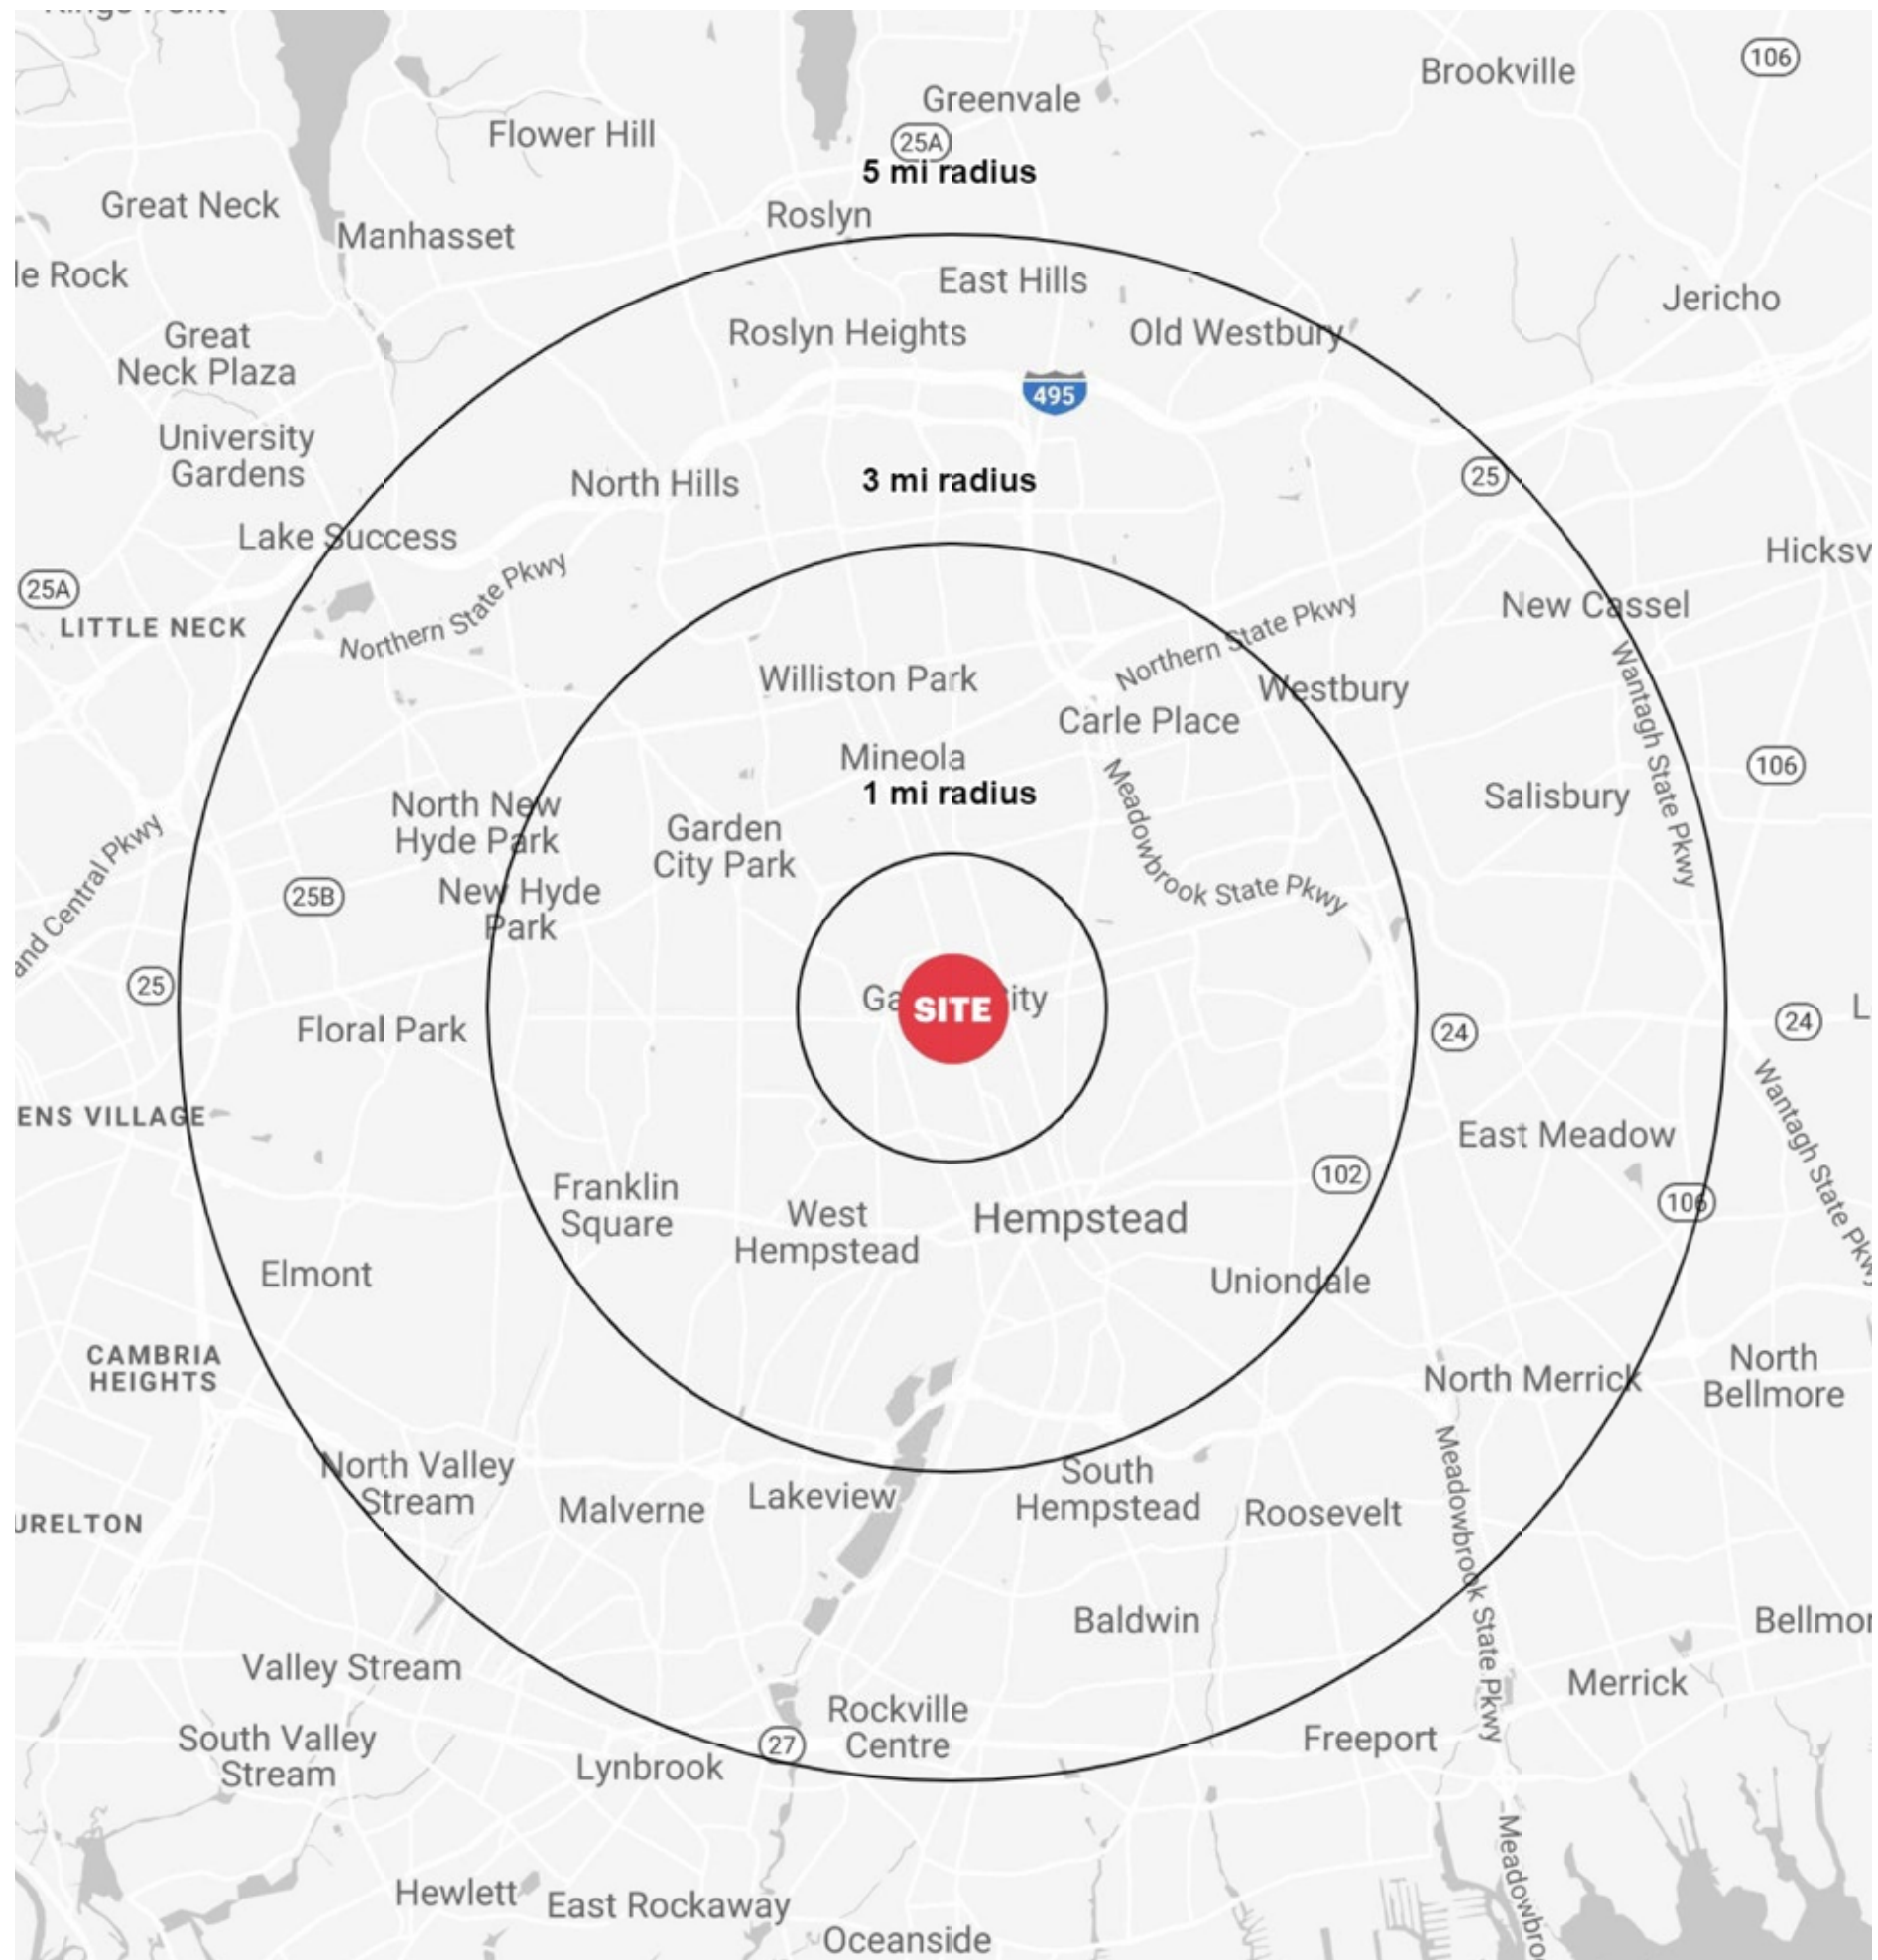 Brookville
106
Greenvale
25A
5 mi radius
Flower Hill
Great Neck
Roslyn
Manhasset
le Rock
East Hills
Jericho
Great
Neck Plaza
Roslyn Heights
Old Westbury
495
University
Gardens
North Hills
3 mi radius
25
Lake Success
Hicksv
25A
Northern State Pkwy
New Cassel
LITTLE NECK
Northern State Pkwy
Williston Park
Westbury
Wantagh State Pkwy
Carle Place
Mineola
106
1 mi radius
Meadowbrook State Pkwy
Salisbury
North New
Hyde Park
Garden
City Park
and Central Pkwy
25B
New Hyde
Park
25
Ga
SITE
ity
L
24
24
Floral Park
ENS VILLAGE
East Meadow
Wantagh State Pkwy
102
106
Franklin
Square
West
Hempstead
Hempstead
Elmont
Uniondale
CAMBRIA
HEIGHTS
North Merrick
North
Bellmore
North Valley
Stream
Meadowbrook State Pkwy
South
Hempstead
Malverne
Lakeview
Roosevelt
URELTON
Baldwin
Bellmor
Valley Stream
Merrick
Rockville
Centre
South Valley
Stream
27
Freeport
Lynbrook
Meadowbro
Hewlett
East Rockaway
Oceanside